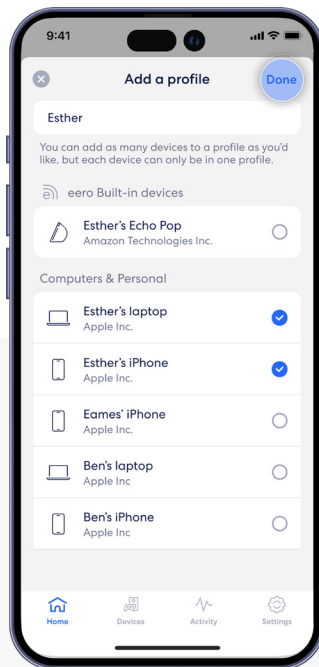 9:41
Add a profile
Done
Esther
You can add as many devices to a profile as you'd
like, but each device can only be in one profile.
eero Built-in devices
Esther's Echo Pop
Amazon Technologies Inc.
Computers & Personal
Esther's laptop
Apple Inc.
Esther's iPhone
Apple Inc.
Eames' iPhone
Apple Inc.
Ben's laptop
Apple Inc
Ben's iPhone
Apple Inc
Home
Devices
Activity
Settings